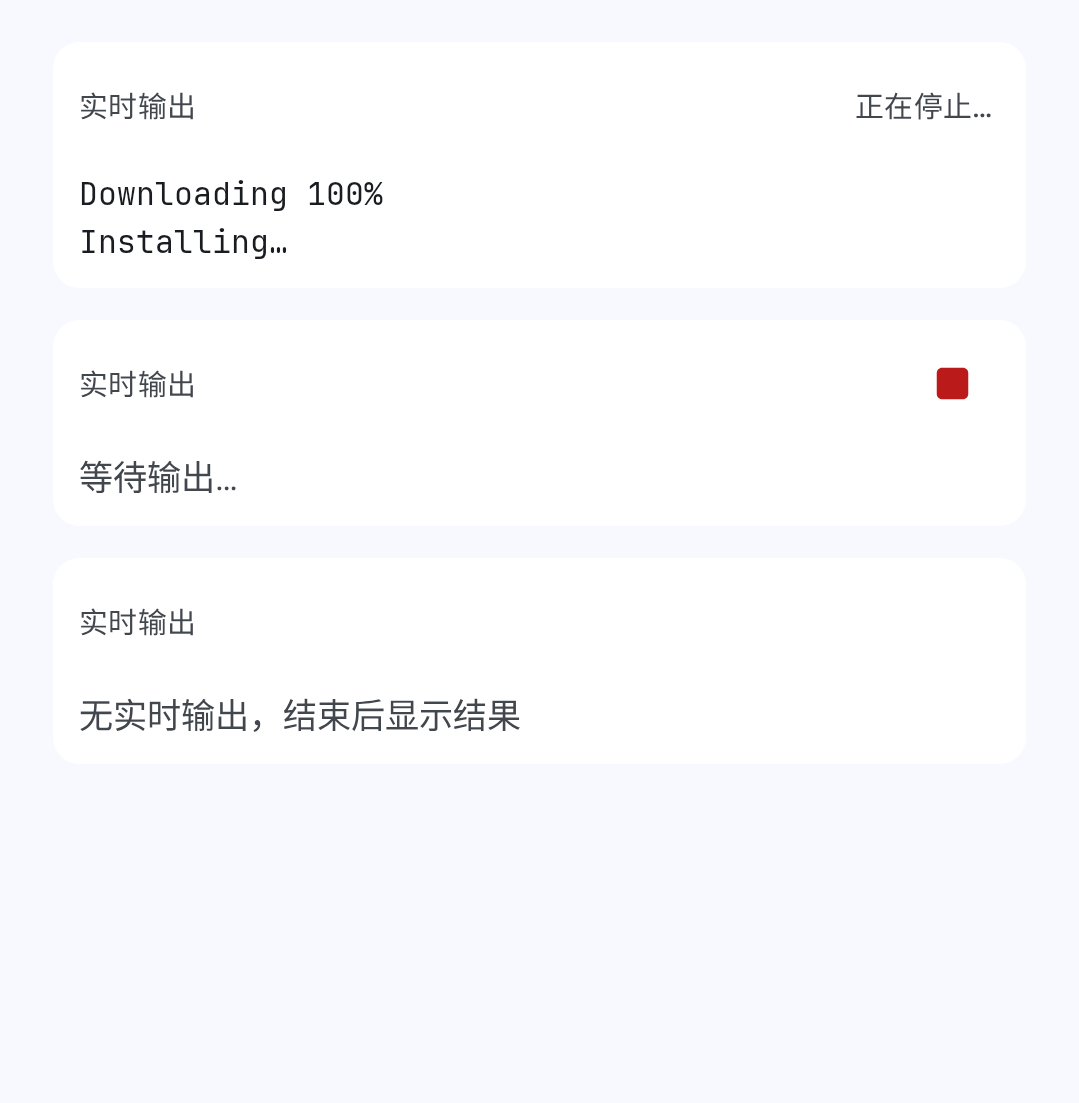 实时输出
正在停止…
Downloading 100%
Installing…
实时输出
等待输出…
实时输出
无实时输出，结束后显示结果